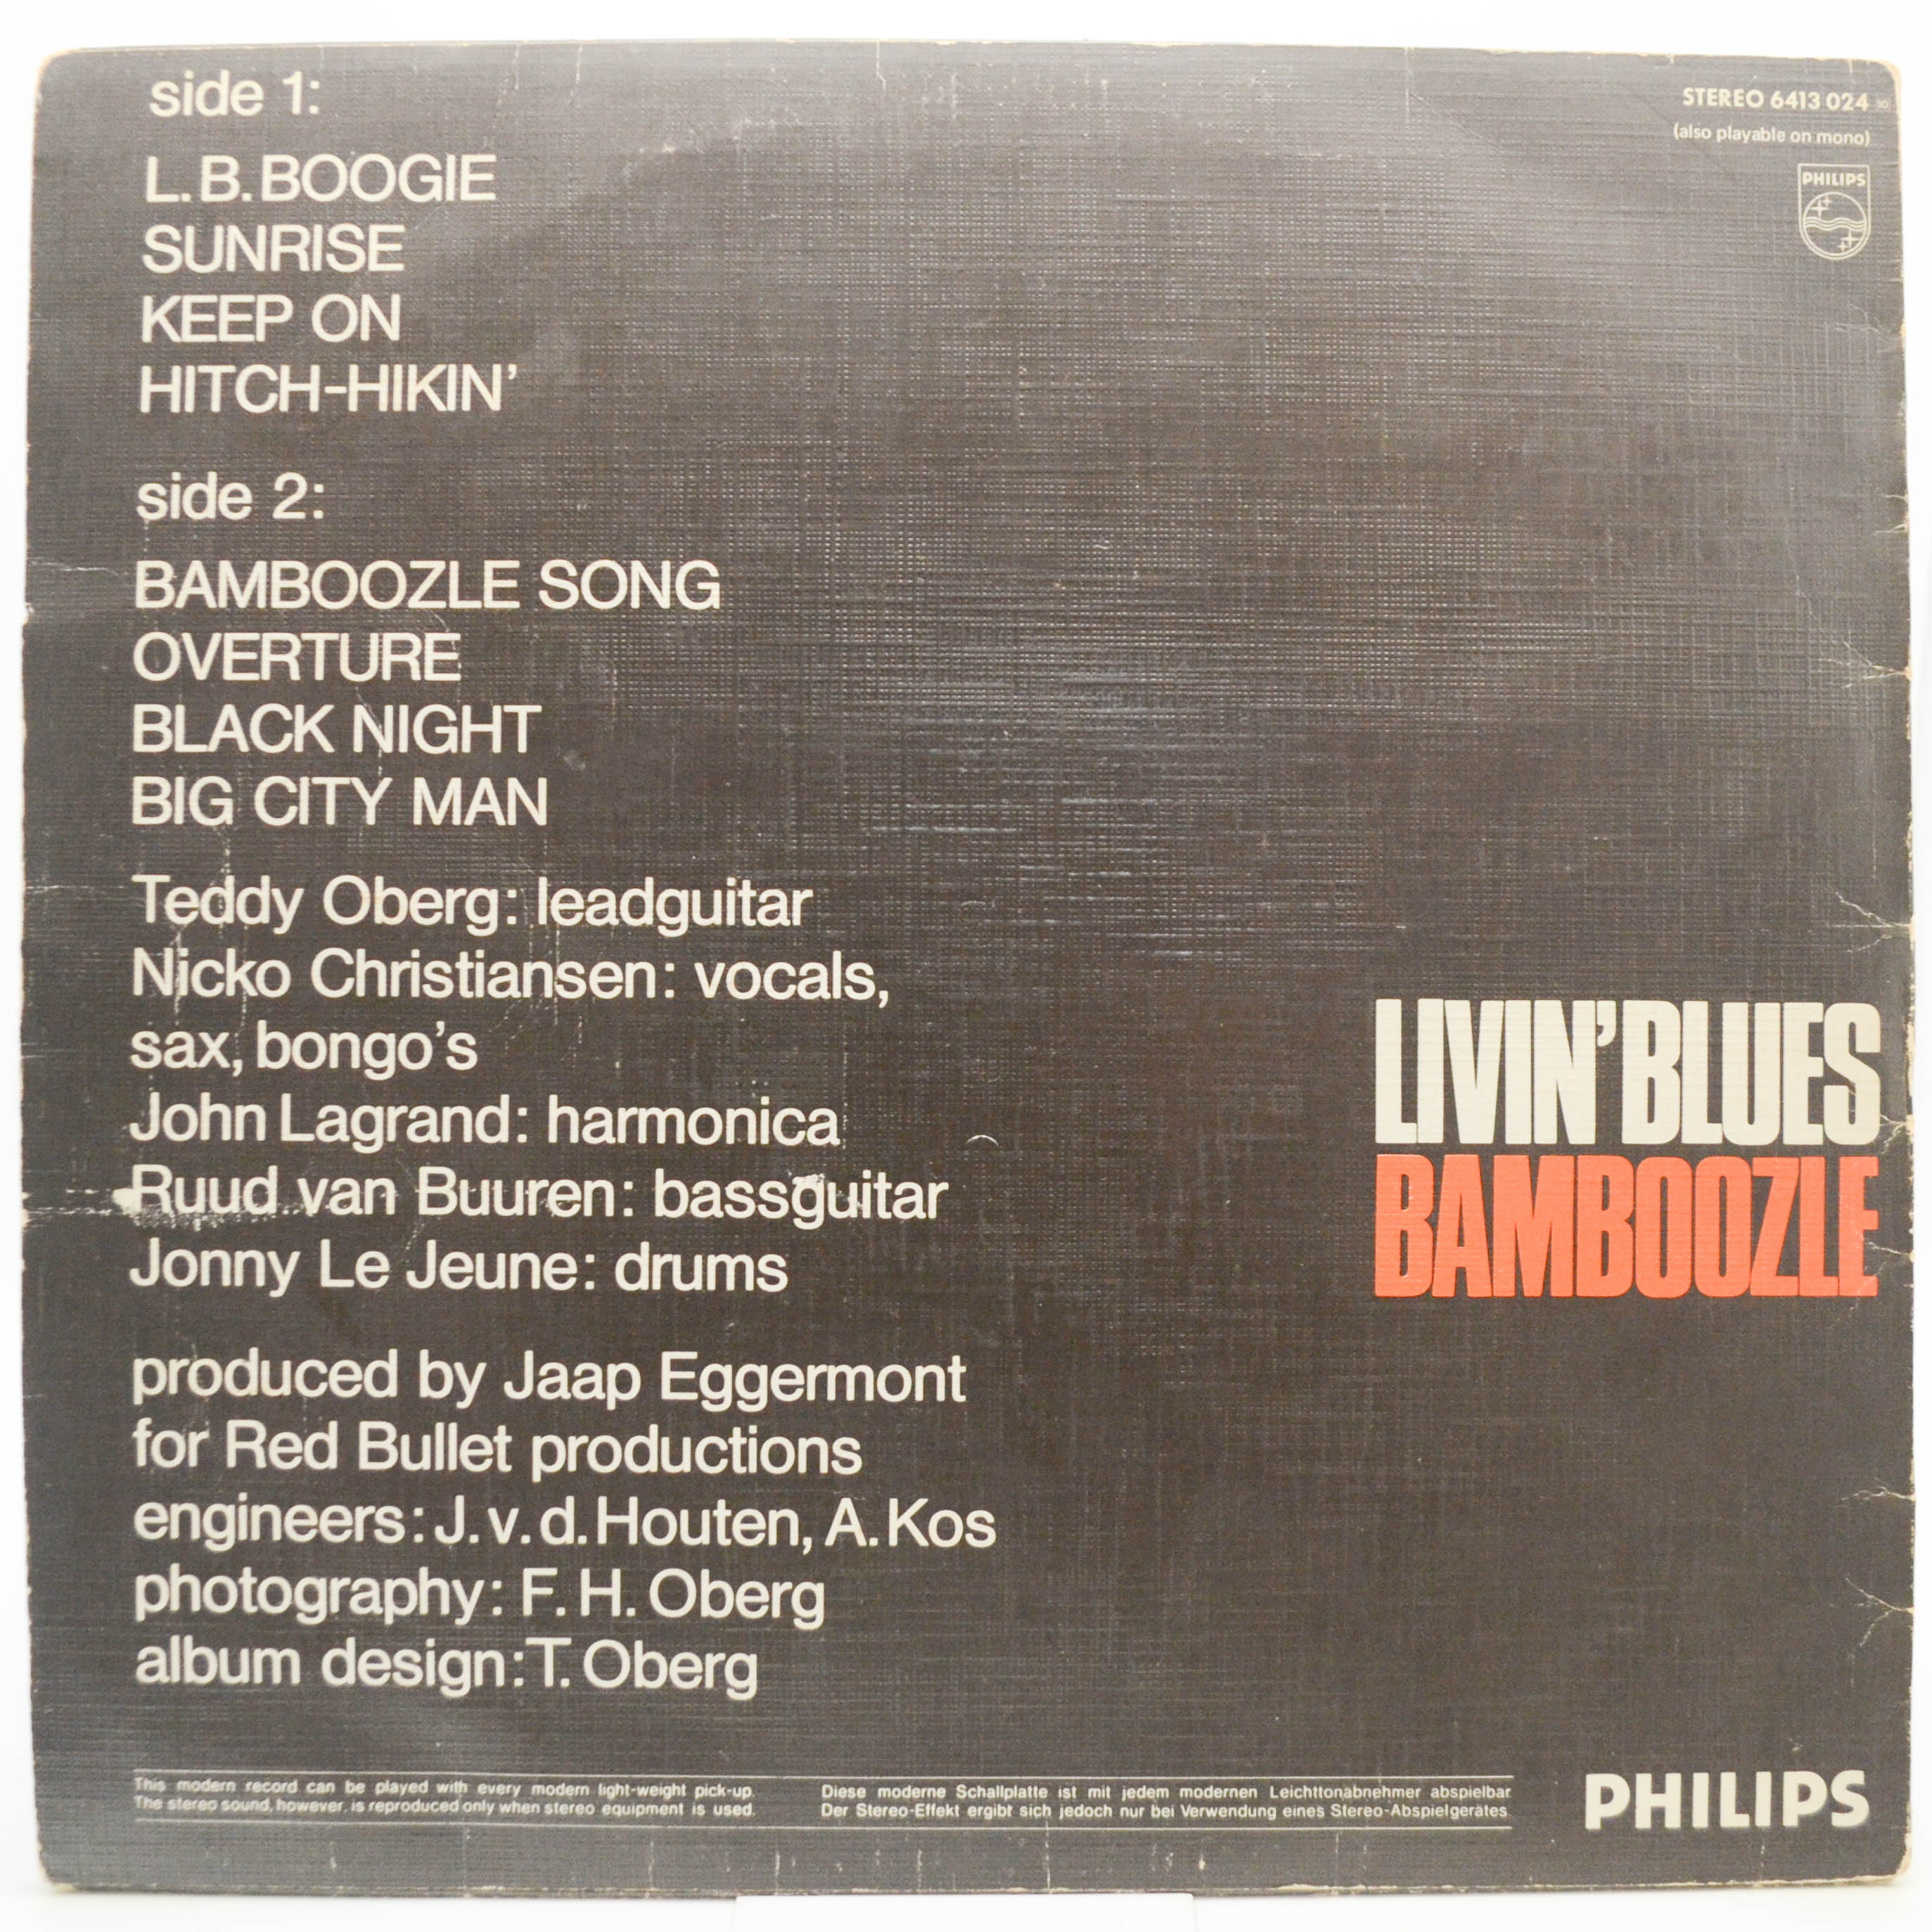 side 1:
L.B.BOOGIE
SUNRISE
KEEP ON
HITCH-HIKIN’
side 2:
BAMBOOZLE SONG
OVERTURE
BLACK NIGHT
BIG CITY MAN
Teddy Oberg: leadguitar
Nicko Christiansen: vocals,
sax, bongo’s
John Lagrand: harmonica
Ruud van Buuren: bassguitar
Jonny Le Jeune: drums
produced by Jaap Eggermont
for Red Bullet productions
engineers: J.v.d.Houten, A.Kos
photography: F.H. Oberg
album design: T. Oberg
This modern record can be played with every modern light-weight pick-up.
The stereo sound, however, is reproduced only when stereo equipment is used.
Diese moderne Schallplatte ist mit jedem modernen Leichttonabnehmer abspielbar.
Der Stereo-Effekt ergibt sich jedoch nur bei Verwendung eines Stereo-Abspielgerätes.
STEREO 6413 024
(also playable on mono)
PHILIPS
LIVIN’ BLUES
BAMBOOZLE
PHILIPS